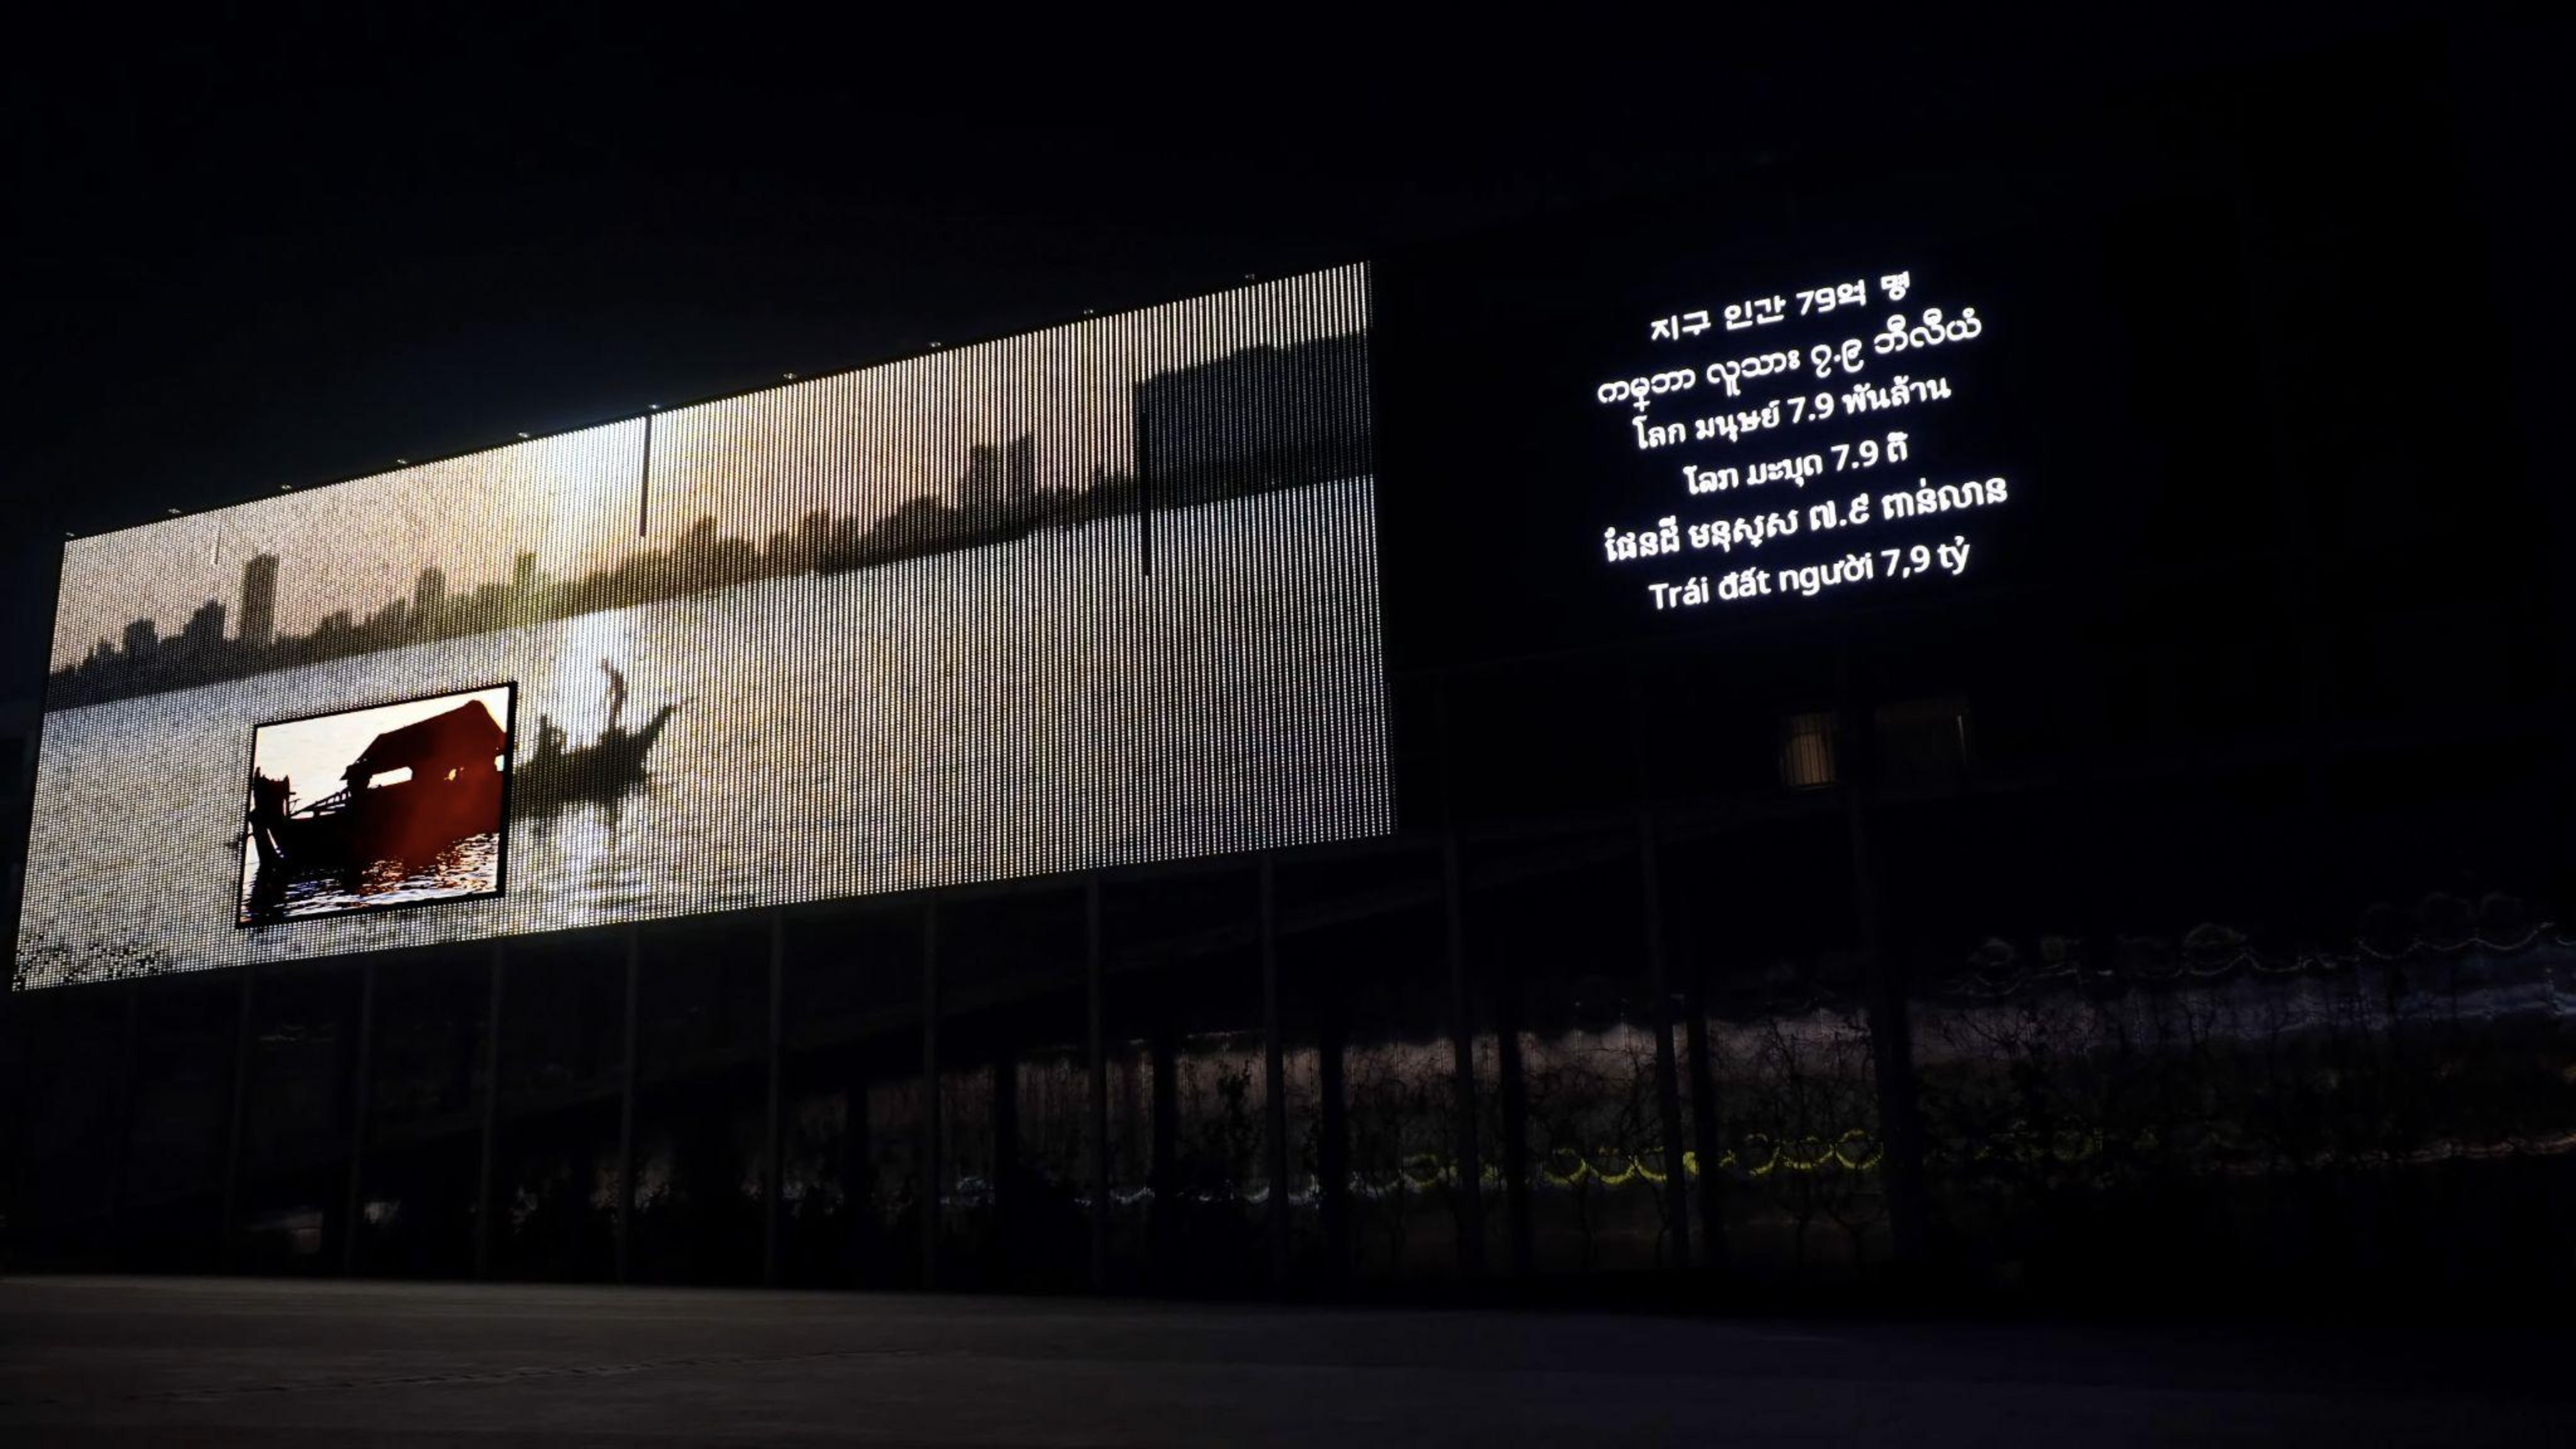 지구 인간 79억 명
ကမ္ဘာ လူသား ၇.၉ ဘီလီယံ
โลก มนุษย์ 7.9 พันล้าน
ໂລກ ມະນຸດ 7.9 ຕື້
ផែនដី មនុស្ស ៧.៩ ពាន់លាន
Trái đất người 7,9 tỷ